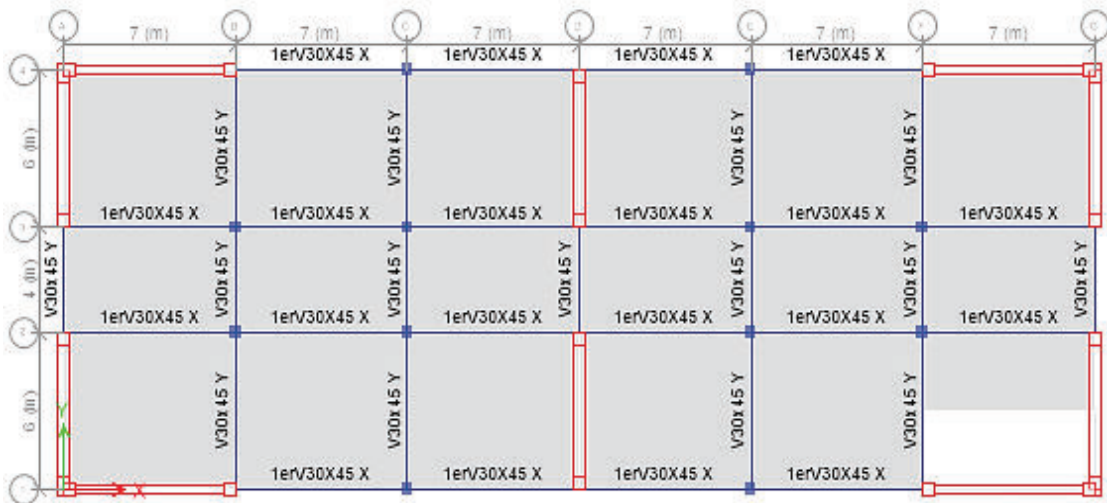 A
7 (m) 7 (m) 7 (m) 7 (m) 7 (m) 7 (m)
1erV30X45 X 1erV30X45 X 1erV30X45 X 1erV30X45 X
4
6 (m)
V30x45 Y V30x45 Y V30x45 Y V30x45 Y
1erV30X45 X 1erV30X45 X 1erV30X45 X 1erV30X45 X 1erV30X45 X 1erV30X45 X
4 (m)
V30x45 Y V30x45 Y V30x45 Y V30x45 Y V30x45 Y V30x45 Y V30x45 Y
1erV30X45 X 1erV30X45 X 1erV30X45 X 1erV30X45 X 1erV30X45 X 1erV30X45 X
6 (m)
V30x45 Y V30x45 Y V30x45 Y V30x45 Y
Y
1erV30X45 X 1erV30X45 X 1erV30X45 X 1erV30X45 X
X